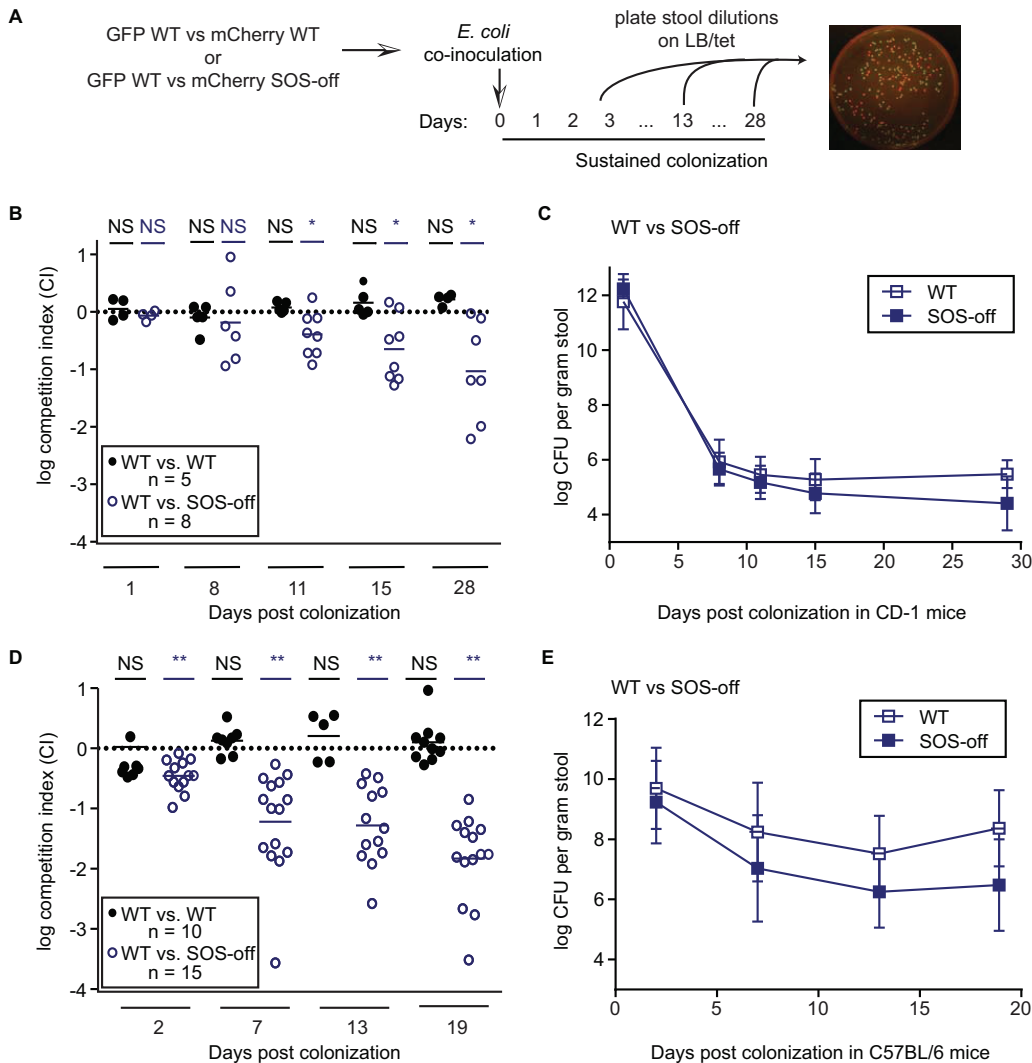 A
GFP WT vs mCherry WT
or
GFP WT vs mCherry SOS-off
E. coli
co-inoculation
plate stool dilutions
on LB/tet
Days: 0 1 2 3 ... 13 ... 28
Sustained colonization
B
NS NS NS NS NS * NS * NS *
log competition index (CI)
1
0
-1
-2
-3
-4
WT vs. WT
n = 5
WT vs. SOS-off
n = 8
1 8 11 15 28
Days post colonization
C
WT vs SOS-off
log CFU per gram stool
12
10
8
6
4
WT
SOS-off
0 5 10 15 20 25 30
Days post colonization in CD-1 mice
D
NS ** NS ** NS ** NS **
log competition index (CI)
1
0
-1
-2
-3
-4
WT vs. WT
n = 10
WT vs. SOS-off
n = 15
2 7 13 19
Days post colonization
E
WT vs SOS-off
log CFU per gram stool
12
10
8
6
4
WT
SOS-off
0 5 10 15 20
Days post colonization in C57BL/6 mice